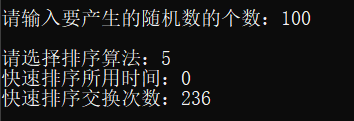 请输入要产生的随机数的个数：100
请选择排序算法：5
快速排序所用时间：0
快速排序交换次数：236